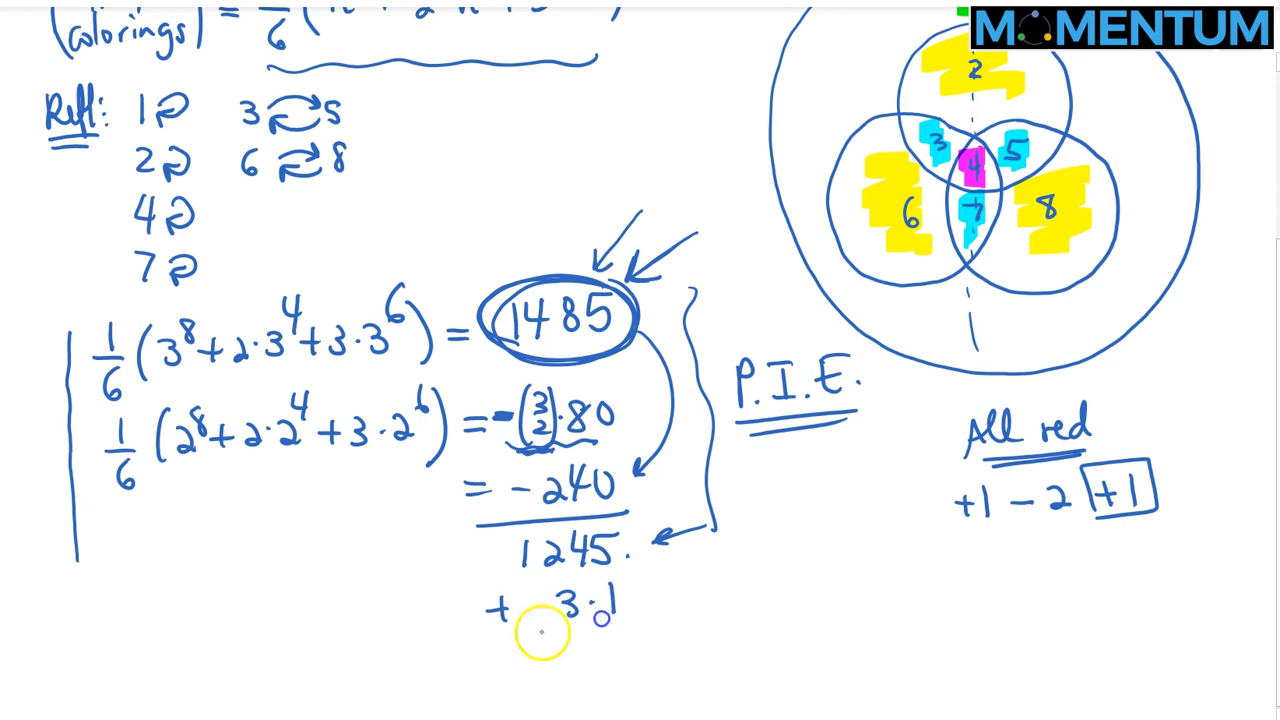 MOMENTUM
(colorings) = 1/6 (
Refl: 1 3 5
2 6 8
4
7
2
3 4 5
6 7 8
1/6 (3^8 + 2·3^4 + 3·3^6) = 1485
1/6 (2^8 + 2·2^4 + 3·2^6) = -(3 2)·80
= -240
1245.
+ 3·1
P.I.E.
All red
+1 - 2 +1